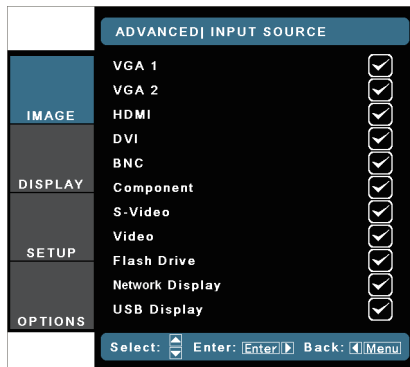 ADVANCED| INPUT SOURCE
VGA 1
VGA 2
IMAGE
HDMI
DVI
BNC
DISPLAY
Component
S-Video
Video
SETUP
Flash Drive
Network Display
USB Display
OPTIONS
Select: Enter: Enter Back: Menu